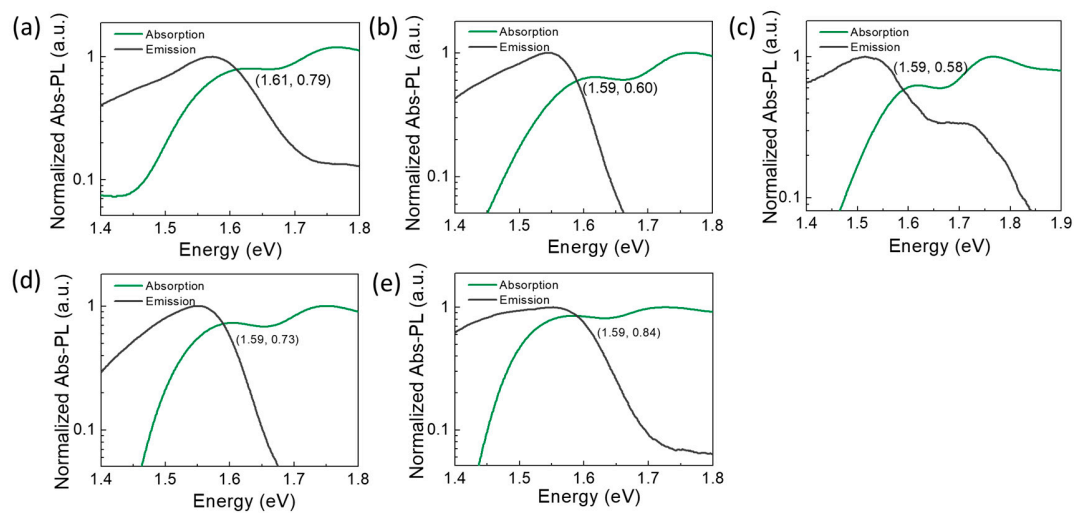 (a)
Normalized Abs-PL (a.u.)
1
0.1
Absorption
Emission
(1.61, 0.79)
1.4 1.5 1.6 1.7 1.8
Energy (eV)
(b)
Normalized Abs-PL (a.u.)
1
0.1
Absorption
Emission
(1.59, 0.60)
1.4 1.5 1.6 1.7 1.8
Energy (eV)
(c)
Normalized Abs-PL (a.u.)
1
0.1
Absorption
Emission
(1.59, 0.58)
1.4 1.5 1.6 1.7 1.8 1.9
Energy (eV)
(d)
Normalized Abs-PL (a.u.)
1
0.1
Absorption
Emission
(1.59, 0.73)
1.4 1.5 1.6 1.7 1.8
Energy (eV)
(e)
Normalized Abs-PL (a.u.)
1
0.1
Absorption
Emission
(1.59, 0.84)
1.4 1.5 1.6 1.7 1.8
Energy (eV)